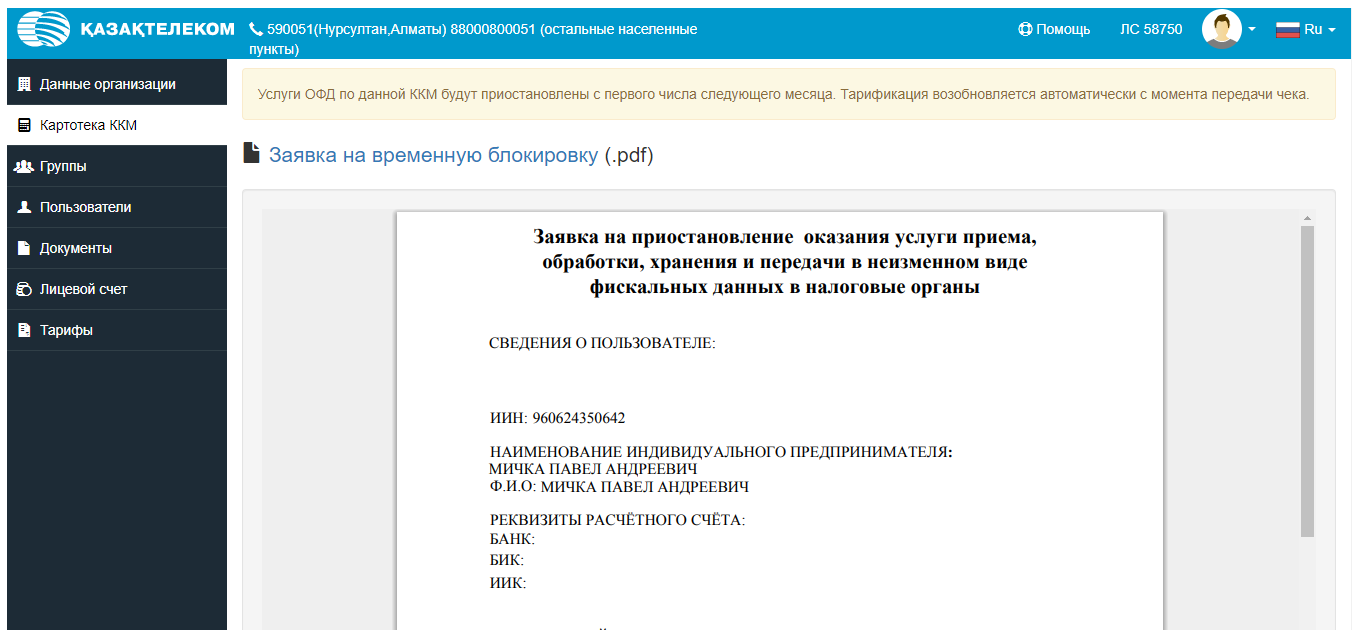 ҚАЗАҚТЕЛЕКОМ
590051(Нурсултан,Алматы) 88000800051 (остальные населенные
пункты)
Помощь
ЛС 58750
Ru
Данные организации
Картотека ККМ
Группы
Пользователи
Документы
Лицевой счет
Тарифы
Услуги ОФД по данной ККМ будут приостановлены с первого числа следующего месяца. Тарификация возобновляется автоматически с момента передачи чека.
Заявка на временную блокировку (.pdf)
Заявка на приостановление оказания услуги приема,
обработки, хранения и передачи в неизменном виде
фискальных данных в налоговые органы
СВЕДЕНИЯ О ПОЛЬЗОВАТЕЛЕ:
ИИН: 960624350642
НАИМЕНОВАНИЕ ИНДИВИДУАЛЬНОГО ПРЕДПРИНИМАТЕЛЯ:
МИЧКА ПАВЕЛ АНДРЕЕВИЧ
Ф.И.О: МИЧКА ПАВЕЛ АНДРЕЕВИЧ
РЕКВИЗИТЫ РАСЧЁТНОГО СЧЁТА:
БАНК:
БИК:
ИИК: